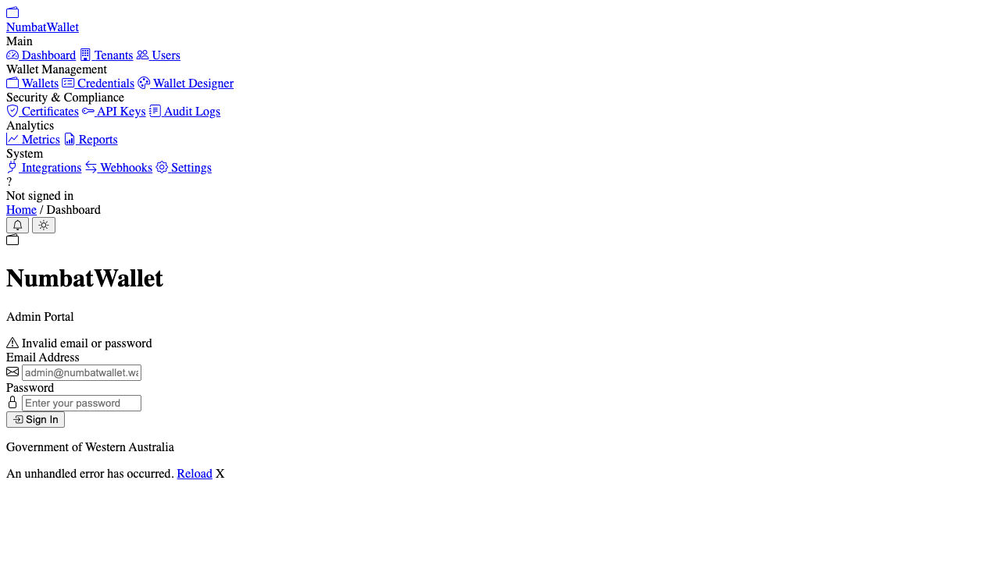 NumbatWallet
Main
Dashboard Tenants Users
Wallet Management
Wallets Credentials Wallet Designer
Security & Compliance
Certificates API Keys Audit Logs
Analytics
Metrics Reports
System
Integrations Webhooks Settings
?
Not signed in
Home / Dashboard
NumbatWallet
Admin Portal
Invalid email or password
Email Address
admin@numbatwallet.wa
Password
Enter your password
Sign In
Government of Western Australia
An unhandled error has occurred. Reload X